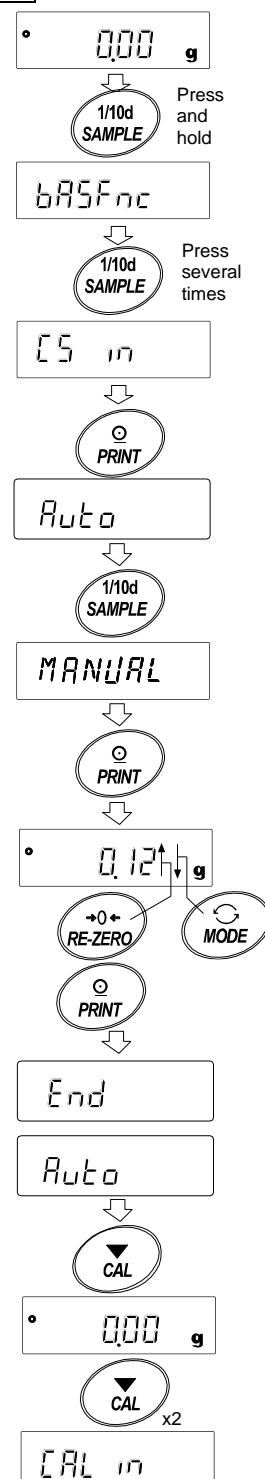 0.00 g
1/10d
SAMPLE
Press
and
hold
bASFnc
1/10d
SAMPLE
Press
several
times
CS in
PRINT
Auto
1/10d
SAMPLE
MANUAL
PRINT
0.12 g
→0←
RE-ZERO
MODE
PRINT
End
Auto
CAL
0.00 g
CAL
x2
CAL in